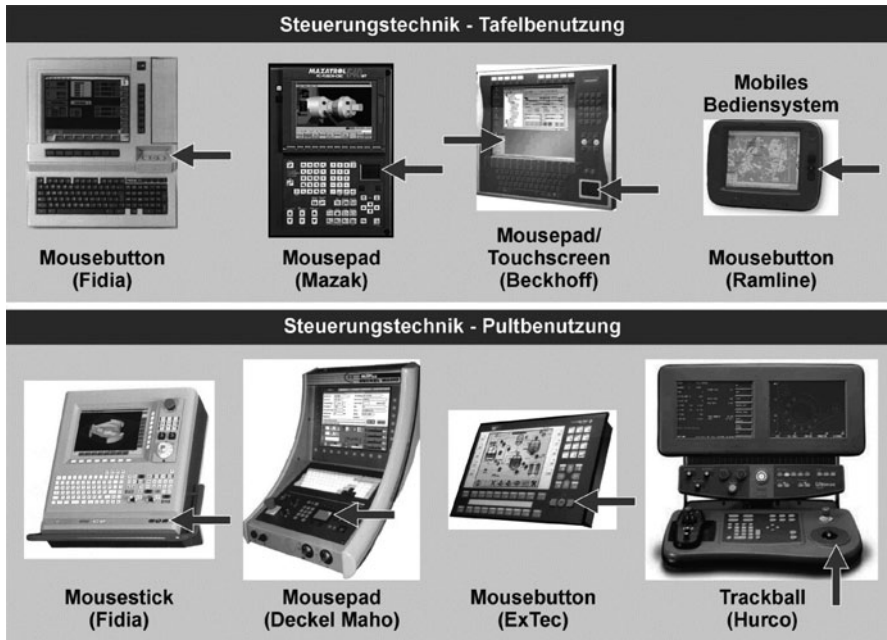 Steuerungstechnik - Tafelbenutzung
MAZATROL
Mobiles
Bediensystem
Mousebutton
(Fidia)
Mousepad
(Mazak)
Mousepad/
Touchscreen
(Beckhoff)
Mousebutton
(Ramline)
Steuerungstechnik - Pultbenutzung
Mousestick
(Fidia)
Mousepad
(Deckel Maho)
Mousebutton
(ExTec)
Trackball
(Hurco)